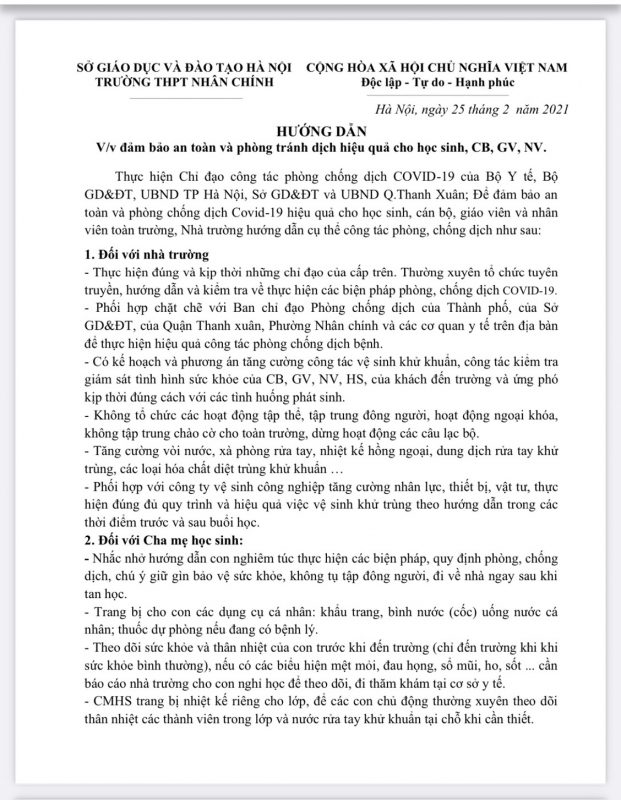 SỞ GIÁO DỤC VÀ ĐÀO TẠO HÀ NỘI
TRƯỜNG THPT NHÂN CHÍNH
CỘNG HÒA XÃ HỘI CHỦ NGHĨA VIỆT NAM
Độc lập - Tự do - Hạnh phúc
Hà Nội, ngày 25 tháng 2 năm 2021
HƯỚNG DẪN
V/v đảm bảo an toàn và phòng tránh dịch hiệu quả cho học sinh, CB, GV, NV.
Thực hiện Chỉ đạo công tác phòng chống dịch COVID-19 của Bộ Y tế, Bộ
GD&ĐT, UBND TP Hà Nội, Sở GD&ĐT và UBND Q.Thanh Xuân; Để đảm bảo an
toàn và phòng chống dịch Covid-19 hiệu quả cho học sinh, cán bộ, giáo viên và nhân
viên toàn trường, Nhà trường hướng dẫn cụ thể công tác phòng, chống dịch như sau:
1. Đối với nhà trường
- Thực hiện đúng và kịp thời những chỉ đạo của cấp trên. Thường xuyên tổ chức tuyên
truyền, hướng dẫn và kiểm tra về thực hiện các biện pháp phòng, chống dịch COVID-19.
- Phối hợp chặt chẽ với Ban chỉ đạo Phòng chống dịch của Thành phố, của Sở
GD&ĐT, của Quận Thanh xuân, Phường Nhân chính và các cơ quan y tế trên địa bàn
để thực hiện hiệu quả công tác phòng chống dịch bệnh.
- Có kế hoạch và phương án tăng cường công tác vệ sinh khử khuẩn, công tác kiểm tra
giám sát tình hình sức khỏe của CB, GV, NV, HS, của khách đến trường và ứng phó
kịp thời đúng cách với các tình huống phát sinh.
- Không tổ chức các hoạt động tập thể, tập trung đông người, hoạt động ngoại khóa,
không tập trung chào cờ cho toàn trường, dừng hoạt động các câu lạc bộ.
- Tăng cường vòi nước, xà phòng rửa tay, nhiệt kế hồng ngoại, dung dịch rửa tay khử
trùng, các loại hóa chất diệt trùng khử khuẩn …
- Phối hợp với công ty vệ sinh công nghiệp tăng cường nhân lực, thiết bị, vật tư, thực
hiện đúng đủ quy trình và hiệu quả việc vệ sinh khử trùng theo hướng dẫn trong các
thời điểm trước và sau buổi học.
2. Đối với Cha mẹ học sinh:
- Nhắc nhở hướng dẫn con nghiêm túc thực hiện các biện pháp, quy định phòng, chống
dịch, chú ý giữ gìn bảo vệ sức khỏe, không tụ tập đông người, đi về nhà ngay sau khi
tan học.
- Trang bị cho con các dụng cụ cá nhân: khẩu trang, bình nước (cốc) uống nước cá
nhân; thuốc dự phòng nếu đang có bệnh lý.
- Theo dõi sức khỏe và thân nhiệt của con trước khi đến trường (chỉ đến trường khi khi
sức khỏe bình thường), nếu có các biểu hiện mệt mỏi, đau họng, sổ mũi, ho, sốt ... cần
báo cáo nhà trường cho con nghỉ học để theo dõi, đi thăm khám tại cơ sở y tế.
- CMHS trang bị nhiệt kế riêng cho lớp, để các con chủ động thường xuyên theo dõi
thân nhiệt các thành viên trong lớp và nước rửa tay khử khuẩn tại chỗ khi cần thiết.